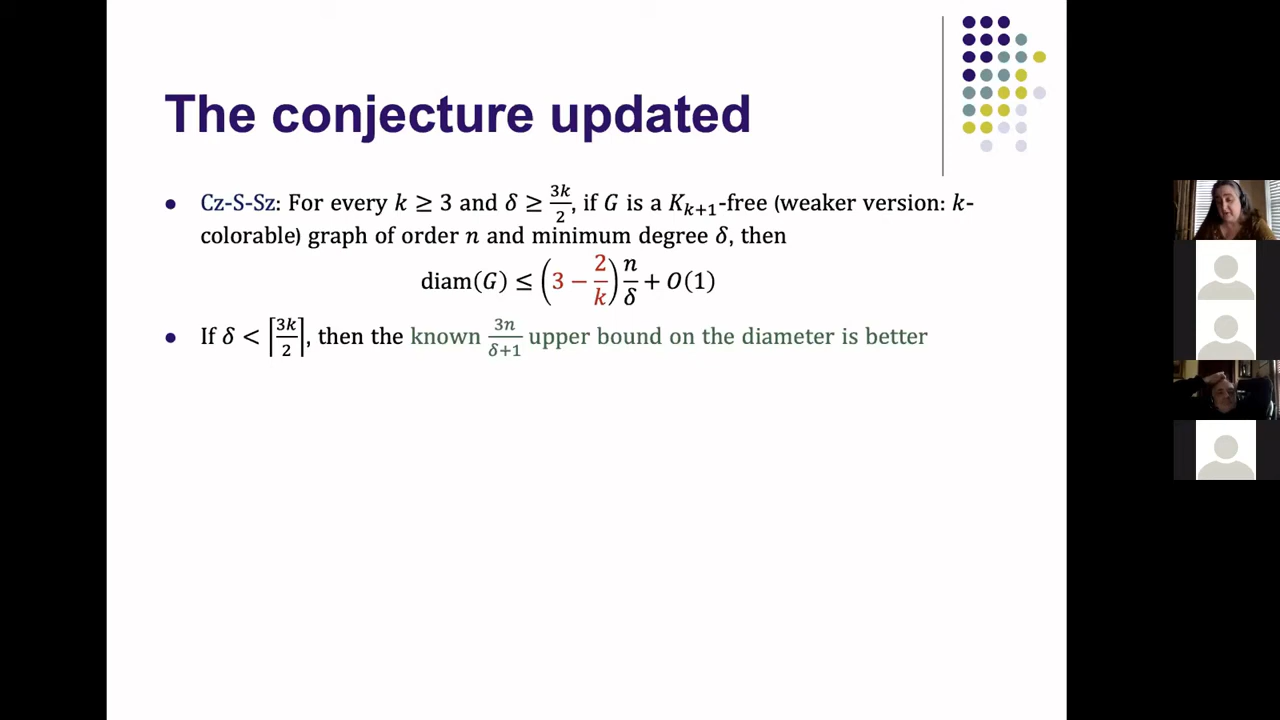 The conjecture updated
• Cz-S-Sz: For every k ≥ 3 and δ ≥ 3k/2, if G is a K_{k+1}-free (weaker version: k-
colorable) graph of order n and minimum degree δ, then
diam(G) ≤ (3 − 2/k) n/δ + O(1)
• If δ < ⌈3k/2⌉, then the known 3n/(δ+1) upper bound on the diameter is better